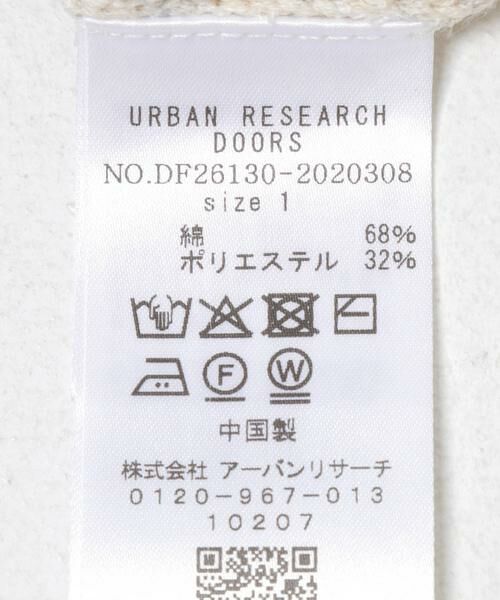 URBAN RESEARCH
DOORS
NO.DF26130-2020308
size 1
綿 68%
ポリエステル 32%
F W
中国製
株式会社 アーバンリサーチ
0120-967-013
10207